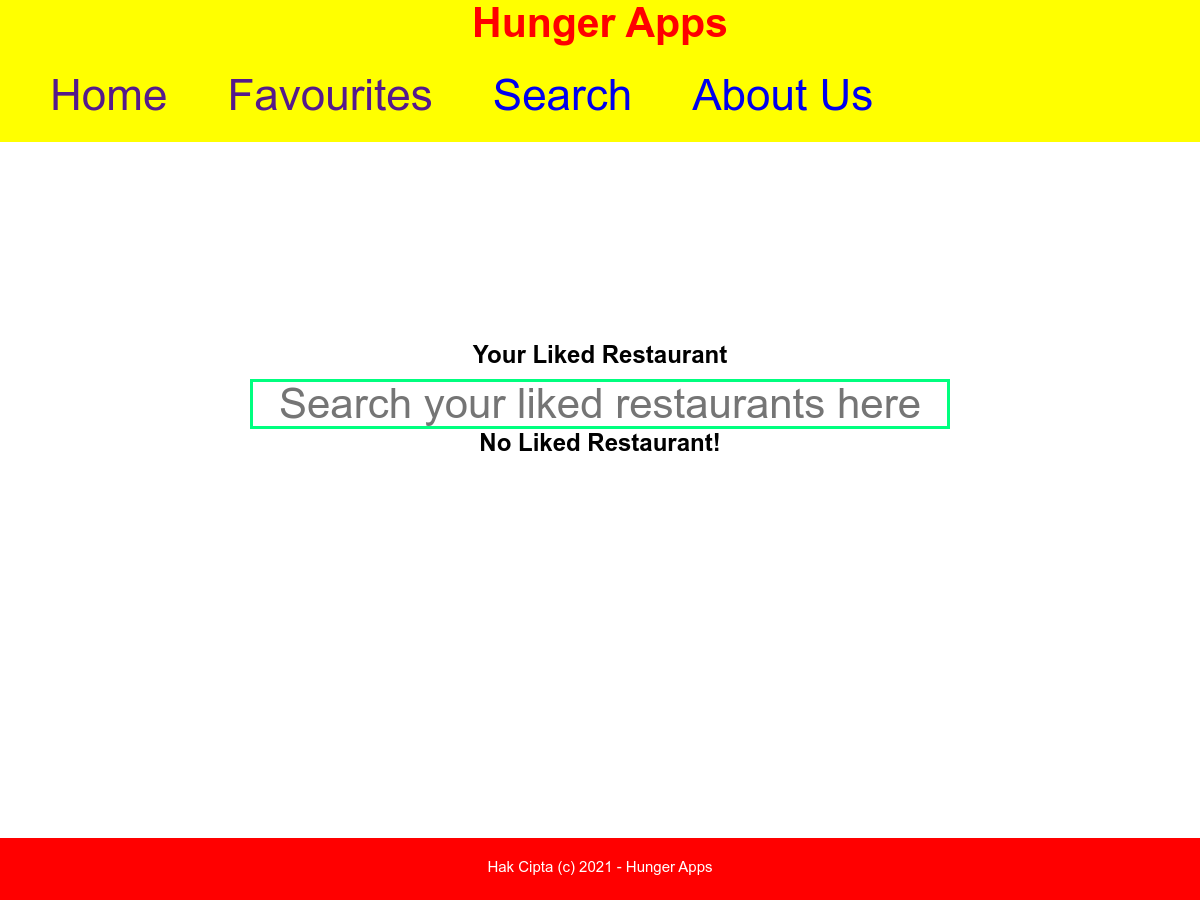 Hunger Apps
Home Favourites Search About Us
Your Liked Restaurant
Search your liked restaurants here
No Liked Restaurant!
Hak Cipta (c) 2021 - Hunger Apps